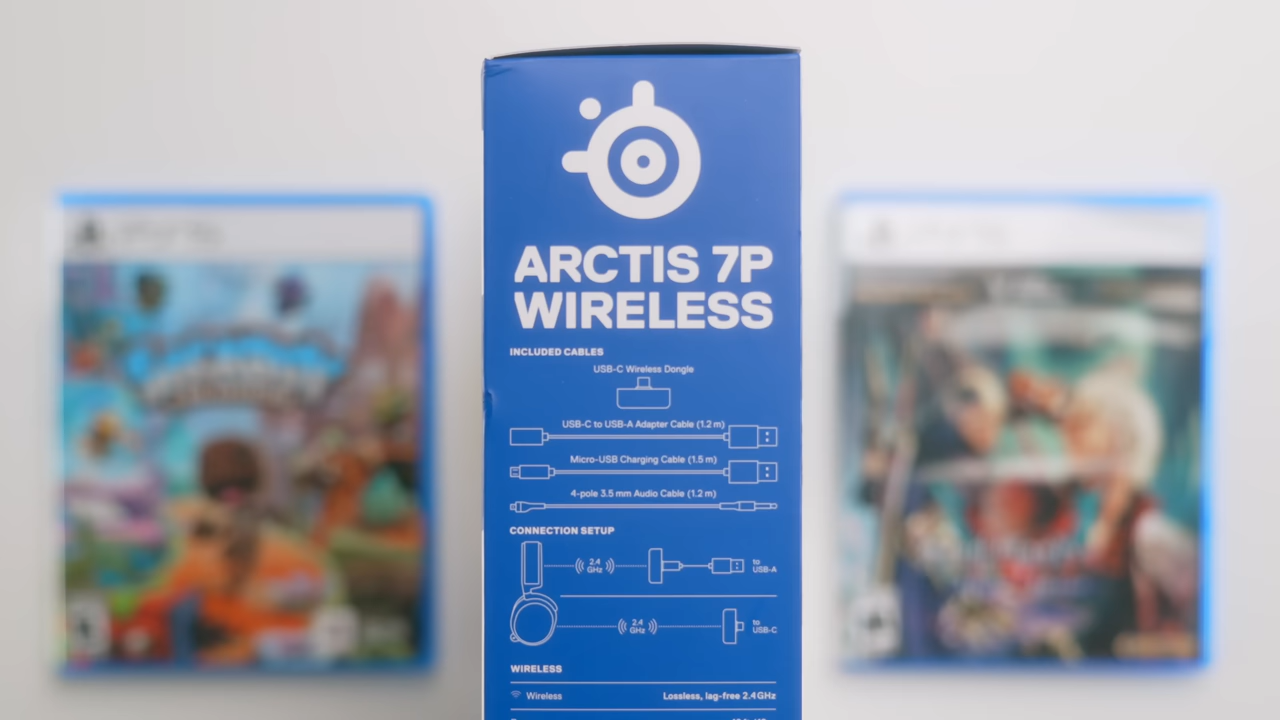 ARCTIS 7P
WIRELESS
INCLUDED CABLES
USB-C Wireless Dongle
USB-C to USB-A Adapter Cable (1.2 m)
Micro-USB Charging Cable (1.5 m)
4-pole 3.5 mm Audio Cable (1.2 m)
CONNECTION SETUP
2.4
GHz
to
USB-A
2.4
GHz
to
USB-C
WIRELESS
Wireless Lossless, lag-free 2.4 GHz